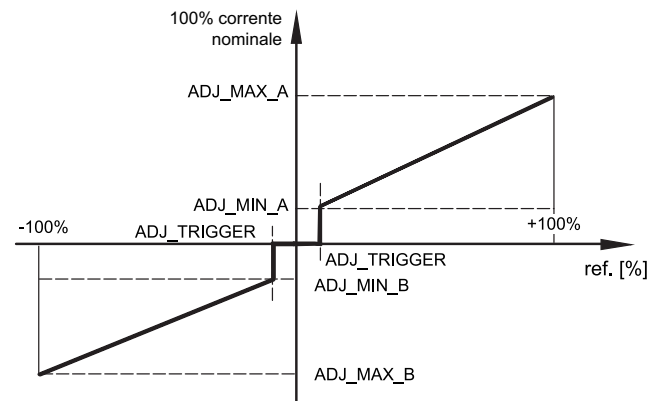 100% corrente
nominale
ADJ_MAX_A
ADJ_MIN_A
-100%
ADJ_TRIGGER
+100%
ADJ_TRIGGER
ref. [%]
ADJ_MIN_B
ADJ_MAX_B